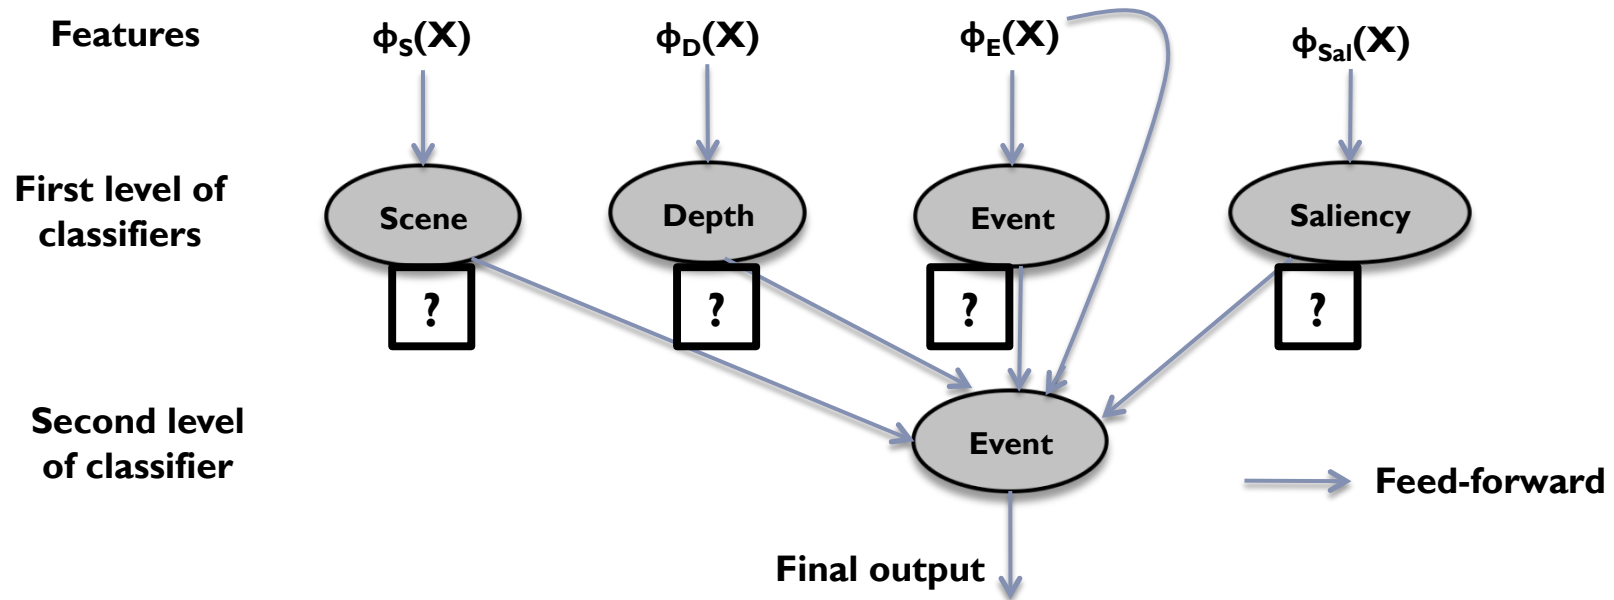 Features
ϕS(X)
ϕD(X)
ϕE(X)
ϕSal(X)
First level of
classifiers
Scene
Depth
Event
Saliency
?
?
?
?
Second level
of classifier
Event
Feed-forward
Final output